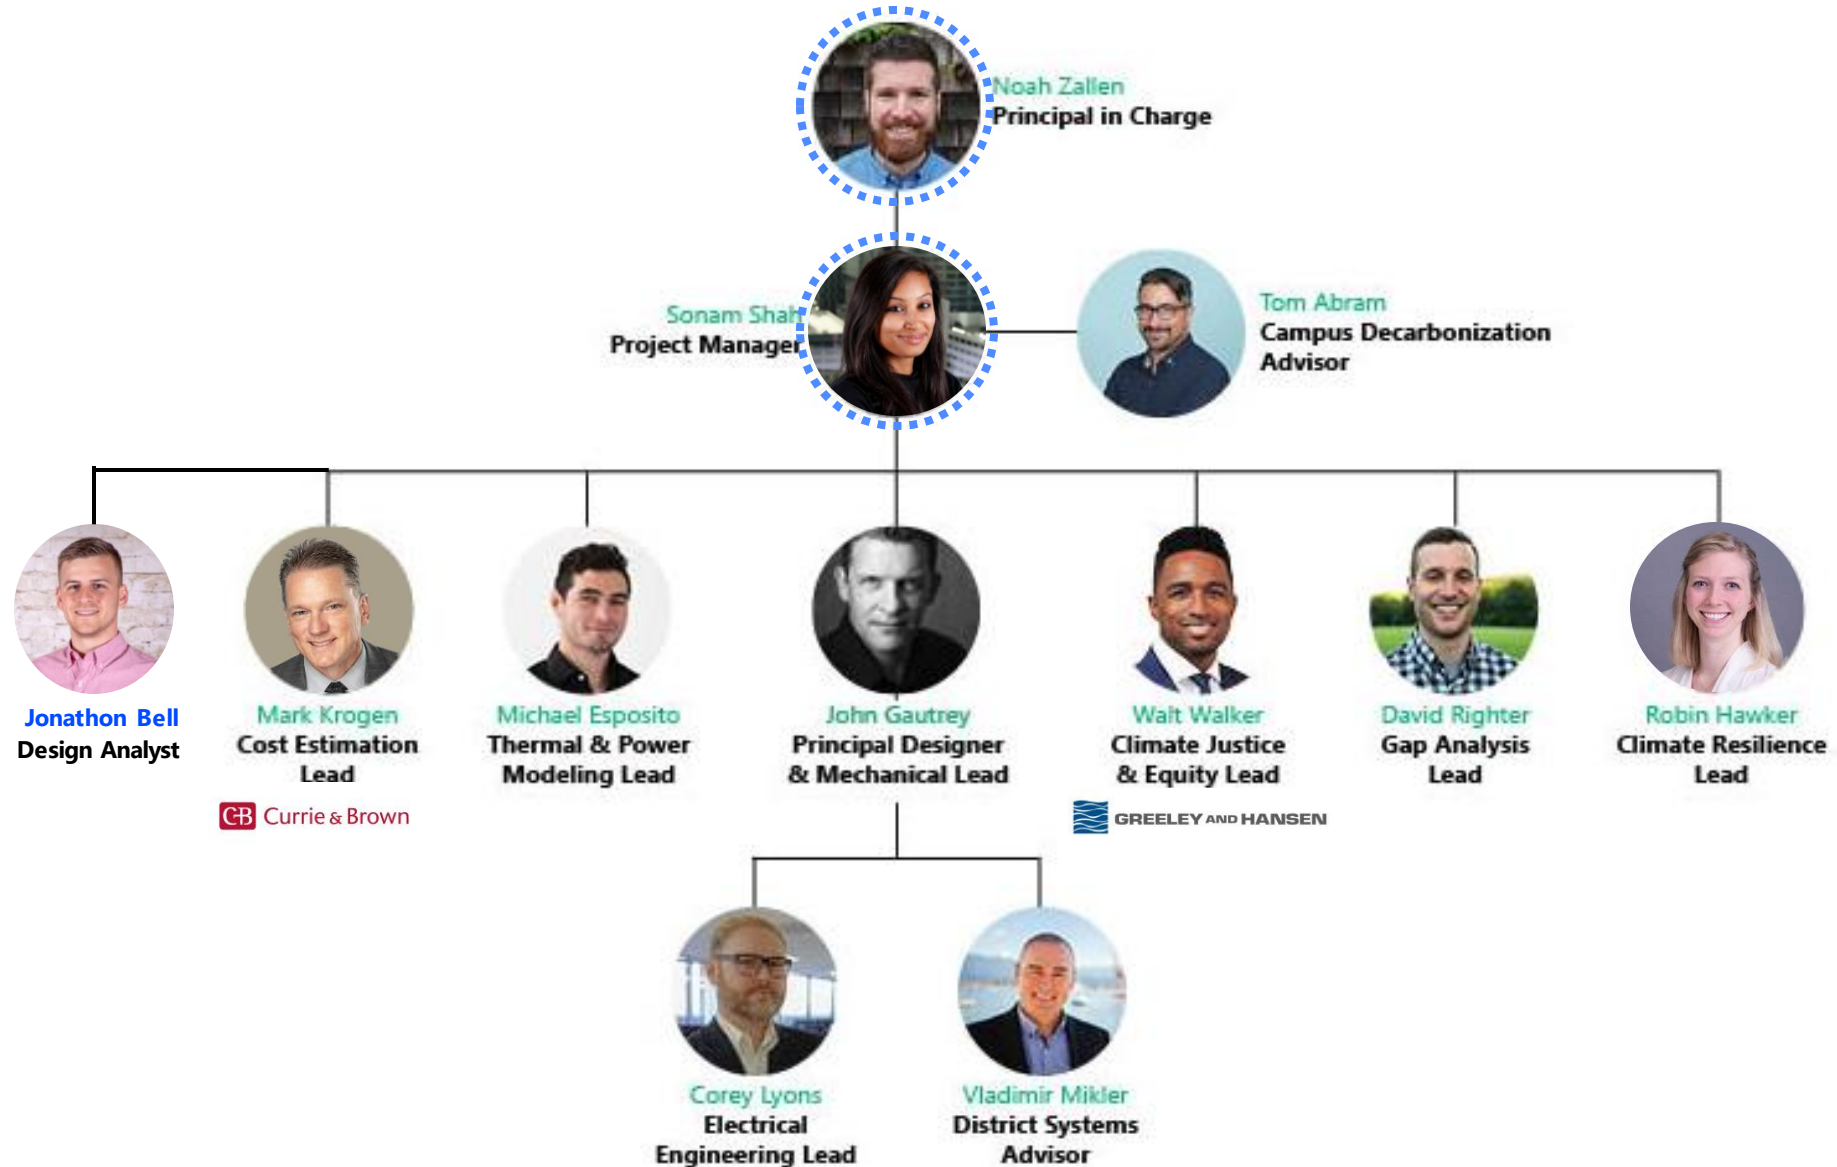 Noah Zallen
Principal in Charge
Sonam Shah
Project Manager
Tom Abram
Campus Decarbonization
Advisor
Jonathon Bell
Design Analyst
Mark Krogen
Cost Estimation
Lead
CB Currie & Brown
Michael Esposito
Thermal & Power
Modeling Lead
John Gautrey
Principal Designer
& Mechanical Lead
Walt Walker
Climate Justice
& Equity Lead
GREELEY AND HANSEN
David Righter
Gap Analysis
Lead
Robin Hawker
Climate Resilience
Lead
Corey Lyons
Electrical
Engineering Lead
Vladimir Mikler
District Systems
Advisor